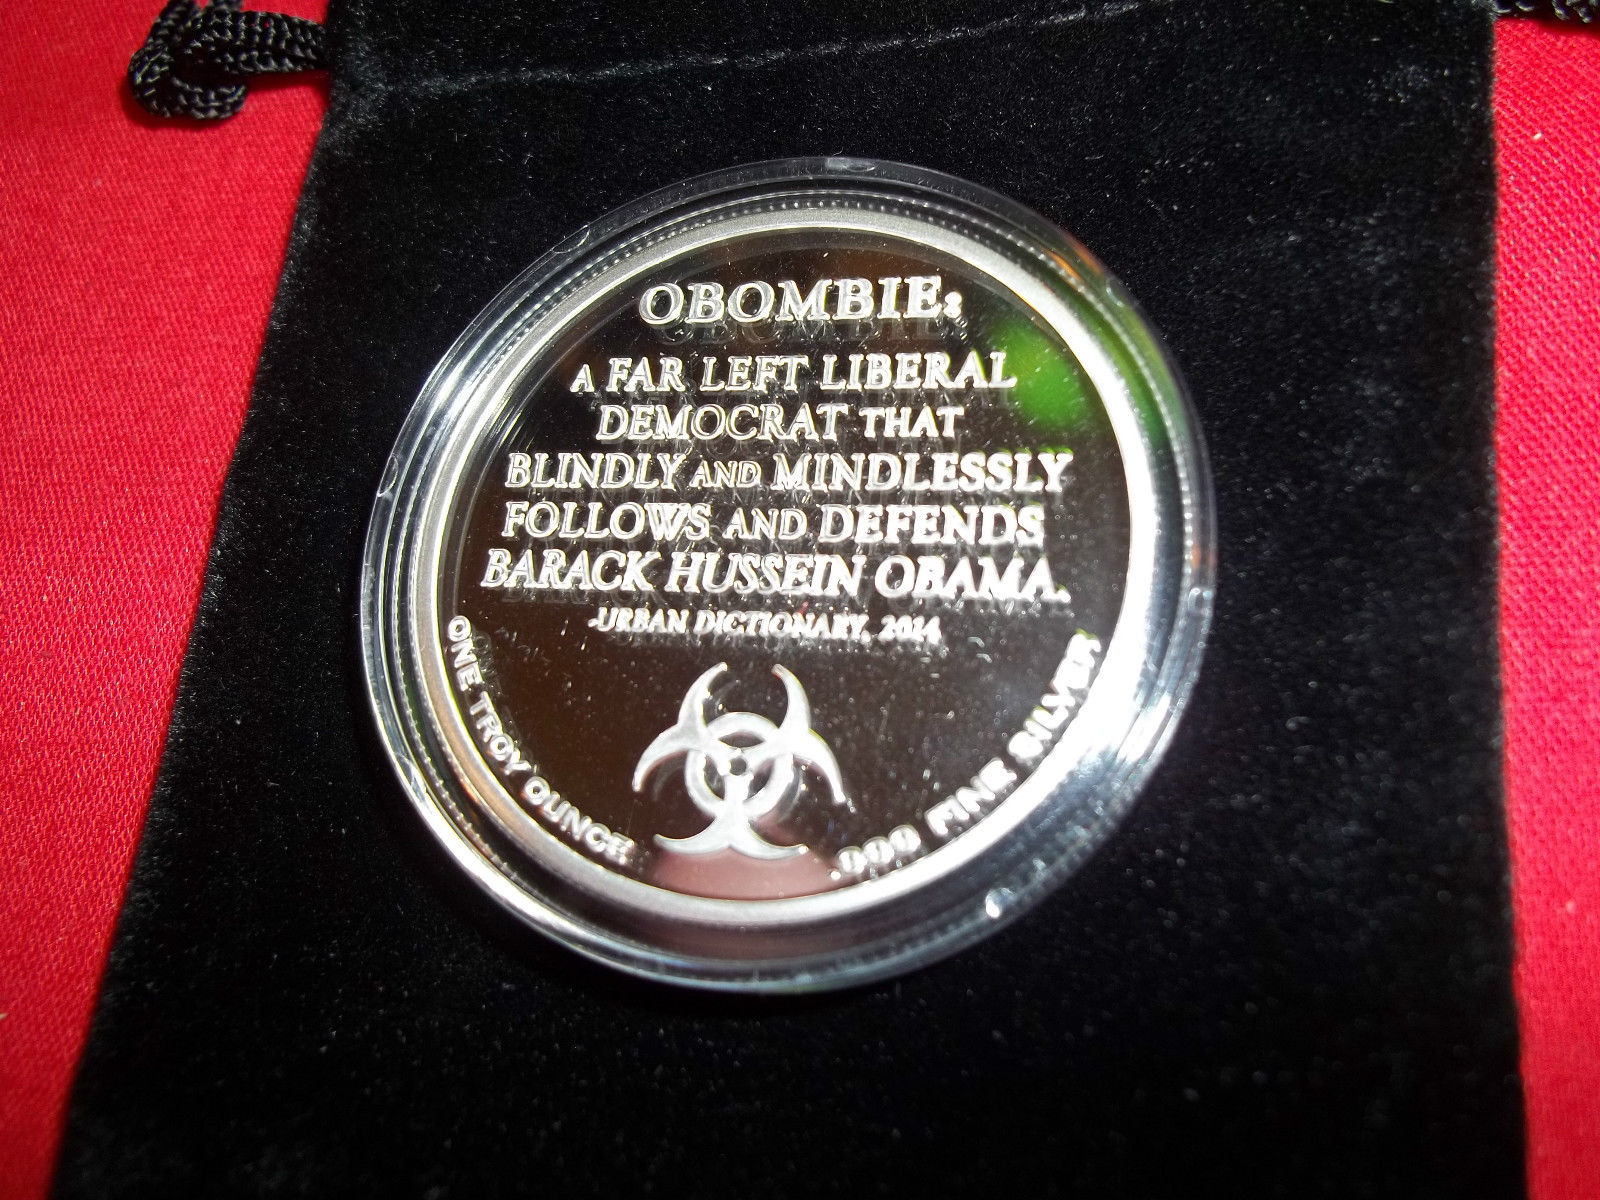 OBOMBIE:
A FAR LEFT LIBERAL
DEMOCRAT THAT
BLINDLY AND MINDLESSLY
FOLLOWS AND DEFENDS
BARACK HUSSEIN OBAMA.
-URBAN DICTIONARY, 2014
ONE TROY OUNCE
.999 FINE SILVER